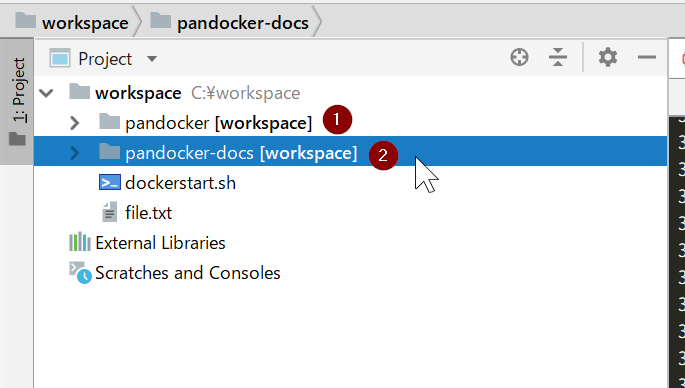 workspace pandocker-docs
1: Project
Project
workspace C:¥workspace
pandocker [workspace] 1
pandocker-docs [workspace] 2
dockerstart.sh
file.txt
External Libraries
Scratches and Consoles